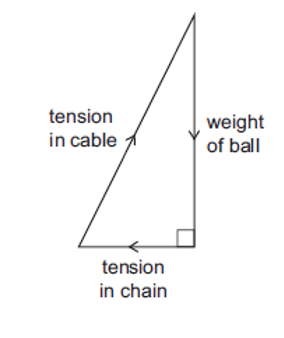 tension
in cable
weight
of ball
tension
in chain